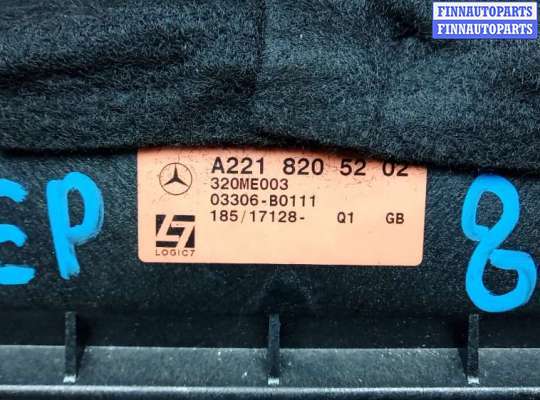 FINNAUTOPARTS
FINNAUTOPARTS
A221 820 52 02
320ME003
03306-B0111
185/17128- Q1 GB
LOGIC7
EP 8